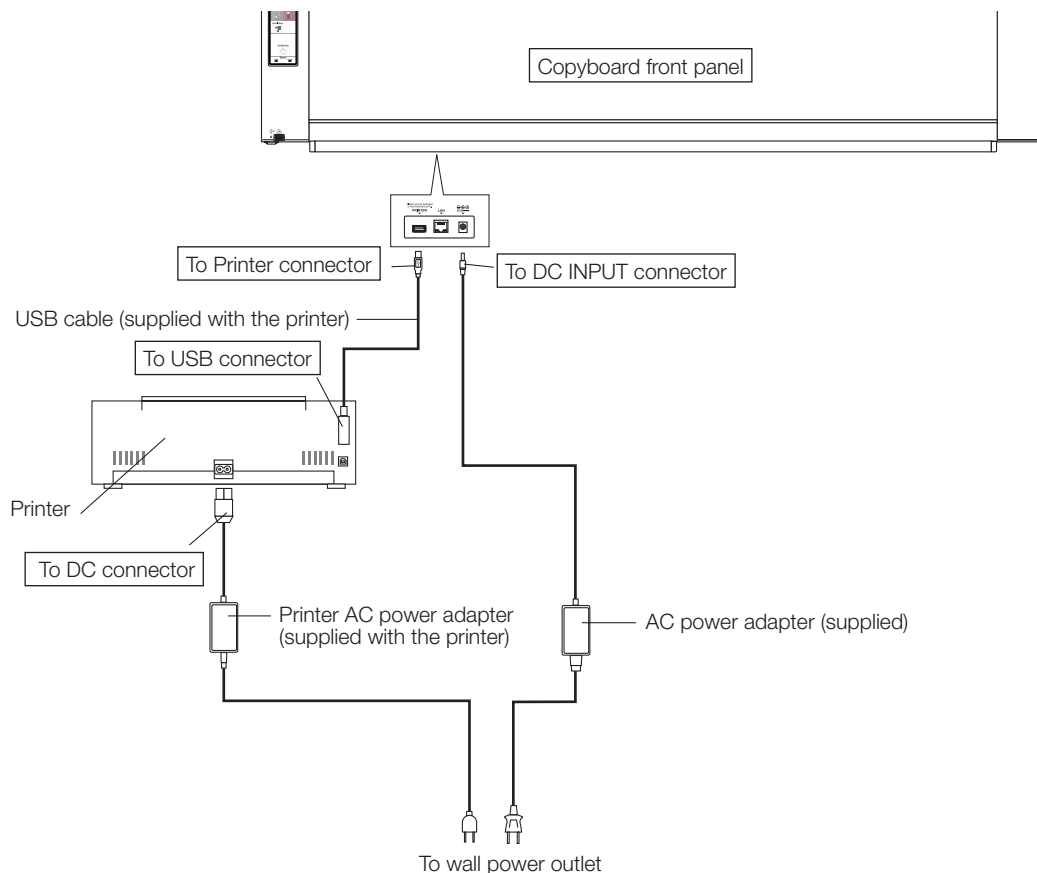 Copyboard front panel
PRINTER
LAN
To Printer connector
To DC INPUT connector
USB cable (supplied with the printer)
To USB connector
Printer
To DC connector
Printer AC power adapter
(supplied with the printer)
AC power adapter (supplied)
To wall power outlet